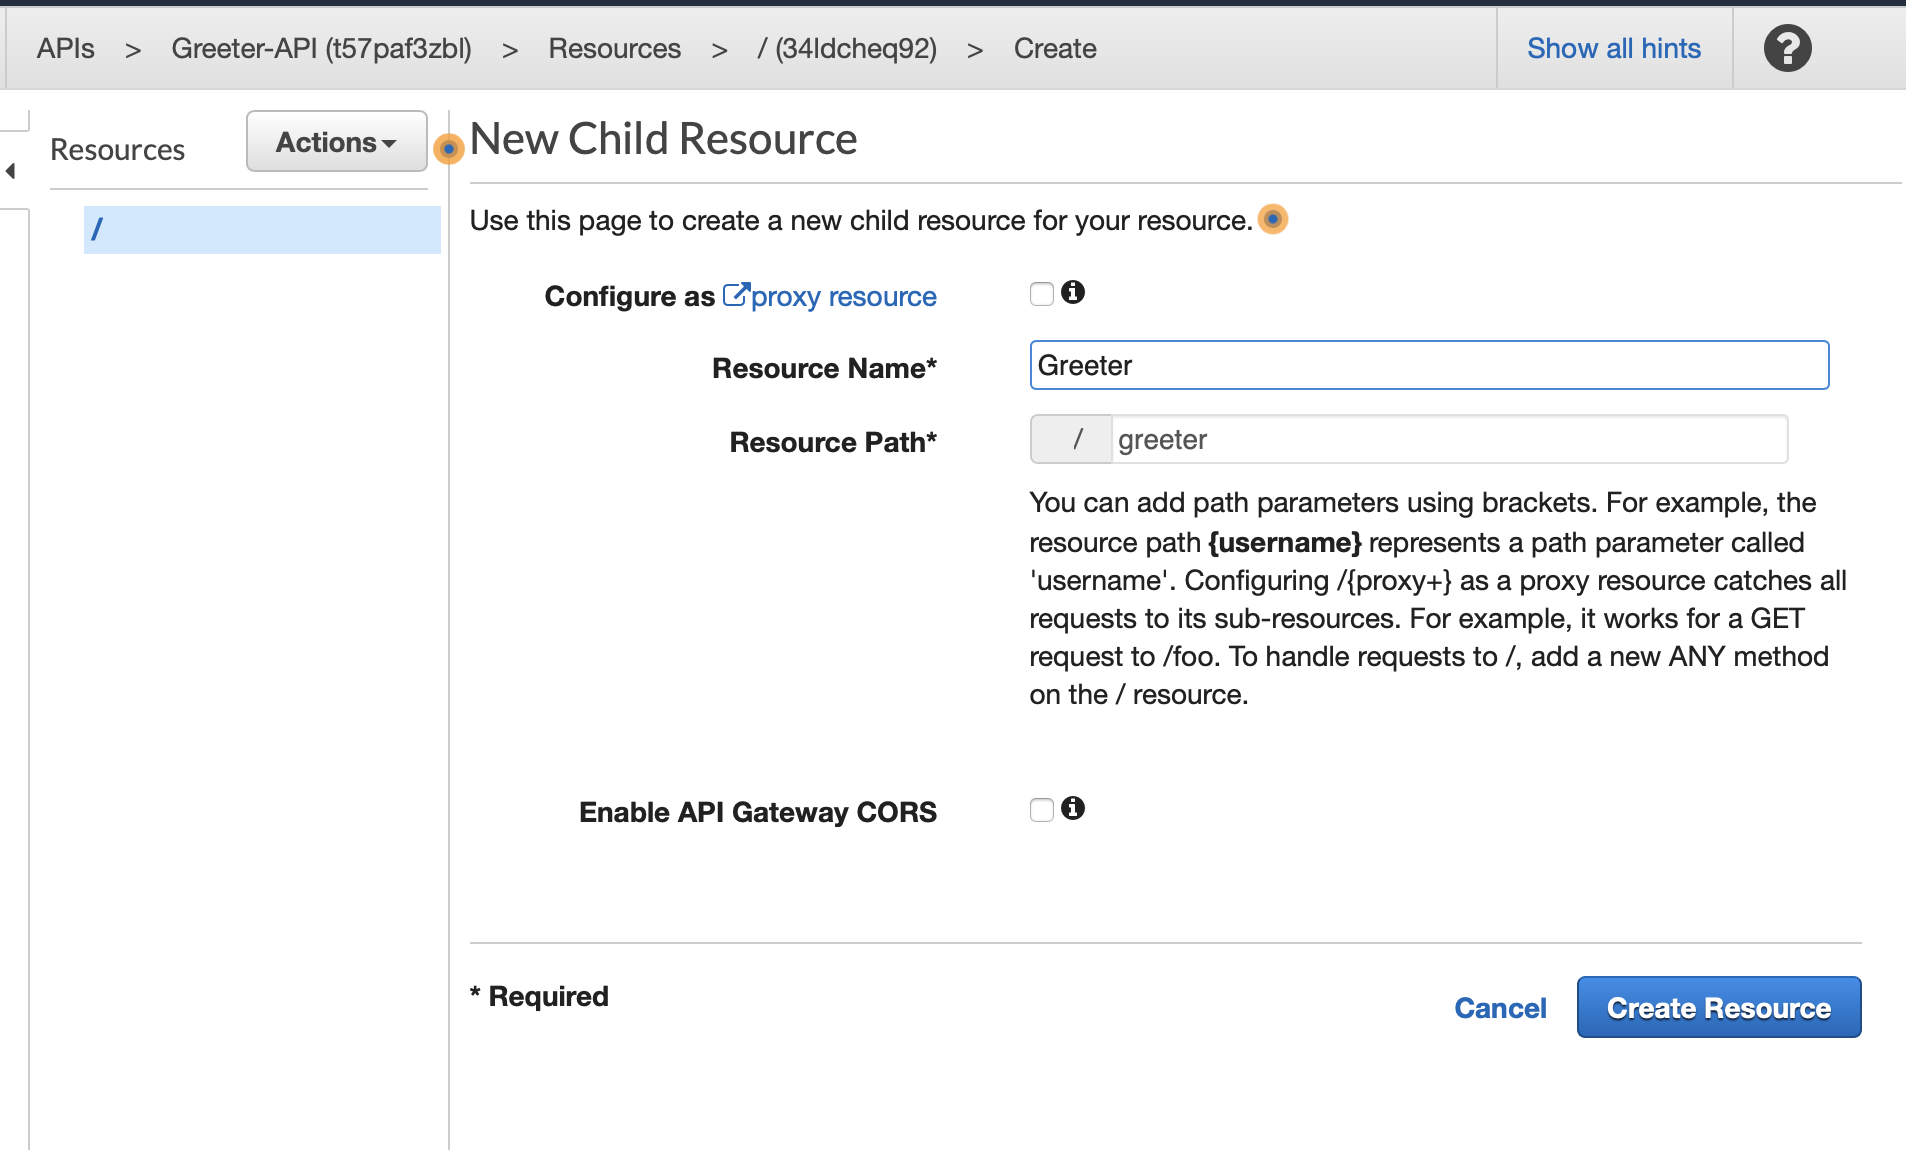 APIs > Greeter-API (t57paf3zbl) > Resources > / (34ldcheq92) > Create Show all hints ?
Resources Actions
New Child Resource
/
Use this page to create a new child resource for your resource.
Configure as proxy resource
Resource Name* Greeter
Resource Path* / greeter
You can add path parameters using brackets. For example, the
resource path {username} represents a path parameter called
'username'. Configuring /{proxy+} as a proxy resource catches all
requests to its sub-resources. For example, it works for a GET
request to /foo. To handle requests to /, add a new ANY method
on the / resource.
Enable API Gateway CORS
* Required
Cancel Create Resource